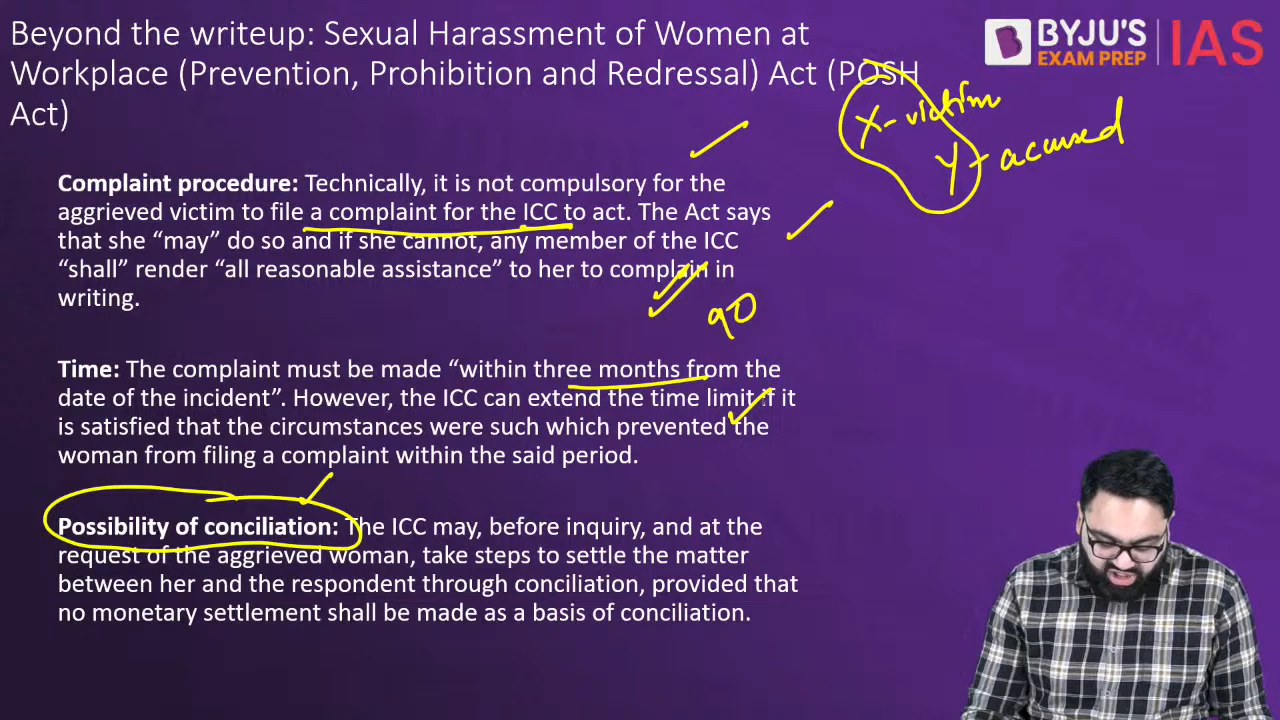 Beyond the writeup: Sexual Harassment of Women at
Workplace (Prevention, Prohibition and Redressal) Act (POSH
Act)
BYJU'S
EXAM PREP
IAS
X - victim
Y - accused
Complaint procedure: Technically, it is not compulsory for the
aggrieved victim to file a complaint for the ICC to act. The Act says
that she “may” do so and if she cannot, any member of the ICC
“shall” render “all reasonable assistance” to her to complain in
writing.
90
Time: The complaint must be made “within three months from the
date of the incident”. However, the ICC can extend the time limit if it
is satisfied that the circumstances were such which prevented the
woman from filing a complaint within the said period.
Possibility of conciliation: The ICC may, before inquiry, and at the
request of the aggrieved woman, take steps to settle the matter
between her and the respondent through conciliation, provided that
no monetary settlement shall be made as a basis of conciliation.